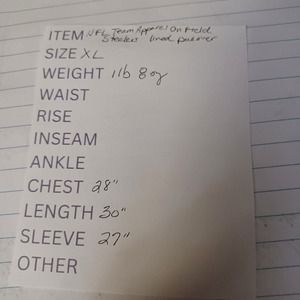 ITEM NFL Team Apparel On Field
Steelers lined pullover
SIZE XL
WEIGHT 1lb 8oz
WAIST
RISE
INSEAM
ANKLE
CHEST 28"
LENGTH 30"
SLEEVE 27"
OTHER